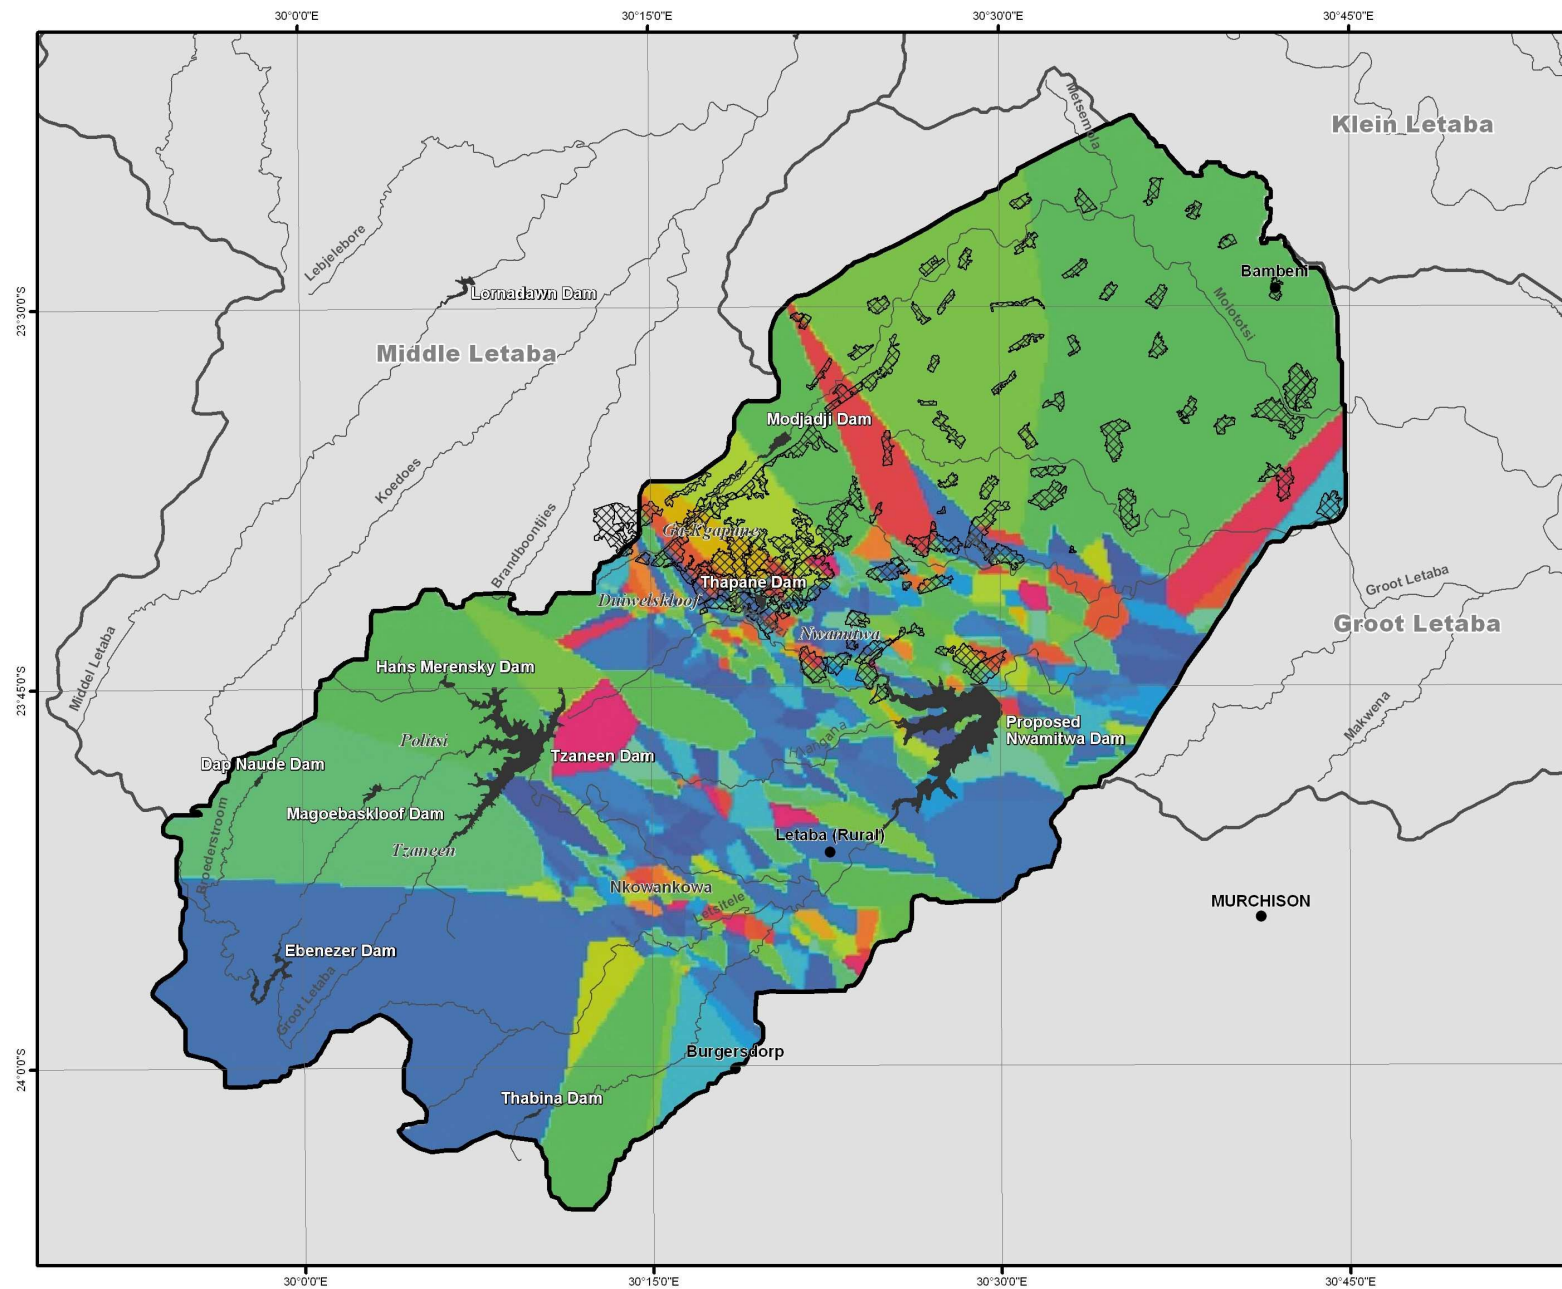 30°0'0"E
30°15'0"E
30°30'0"E
30°45'0"E
Metsemola
Klein Letaba
Lebjelebore
Bambeni
Lornadawn Dam
23°30'0"S
Molototsi
Middle Letaba
Modjadji Dam
Koedoes
Ga-Kgapane
Brandboontjies
Thapane Dam
Groot Letaba
Duiwelskloof
Nwamitwa
Groot Letaba
Middel Letaba
Hans Merensky Dam
23°45'0"S
Makwena
Proposed
Nwamitwa Dam
Politsi
Tzaneen Dam
Dap Naude Dam
Magoebaskloof Dam
Letaba (Rural)
Broederstroom
Tzaneen
Nkowankowa
MURCHISON
Letsitele
Ebenezer Dam
Groot Letaba
Burgersdorp
24°0'0"S
Thabina Dam
30°0'0"E
30°15'0"E
30°30'0"E
30°45'0"E